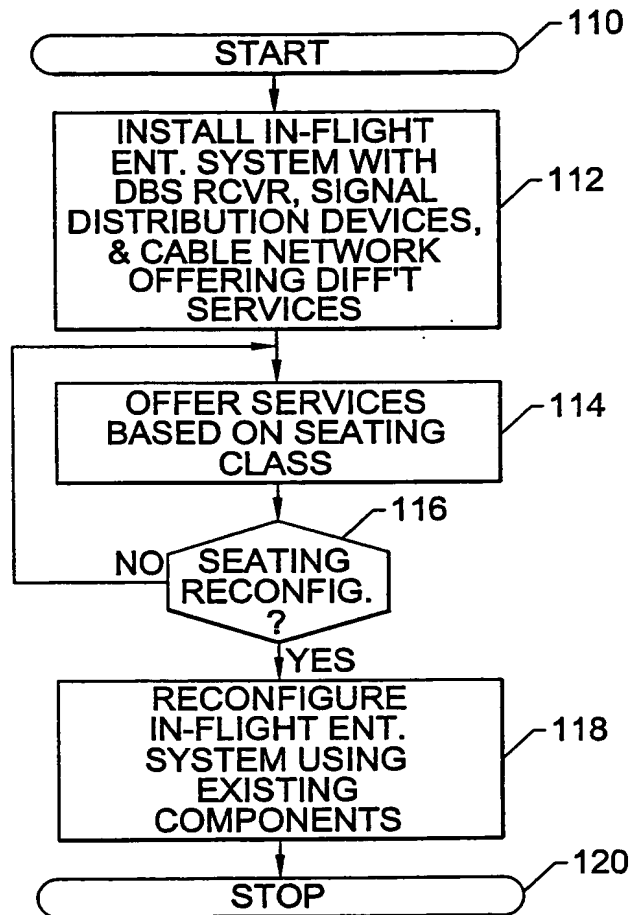 START
110
INSTALL IN-FLIGHT
ENT. SYSTEM WITH
DBS RCVR, SIGNAL
DISTRIBUTION DEVICES,
& CABLE NETWORK
OFFERING DIFF'T
SERVICES
112
OFFER SERVICES
BASED ON SEATING
CLASS
114
116
NO
SEATING
RECONFIG.
?
YES
RECONFIGURE
IN-FLIGHT ENT.
SYSTEM USING
EXISTING
COMPONENTS
118
STOP
120